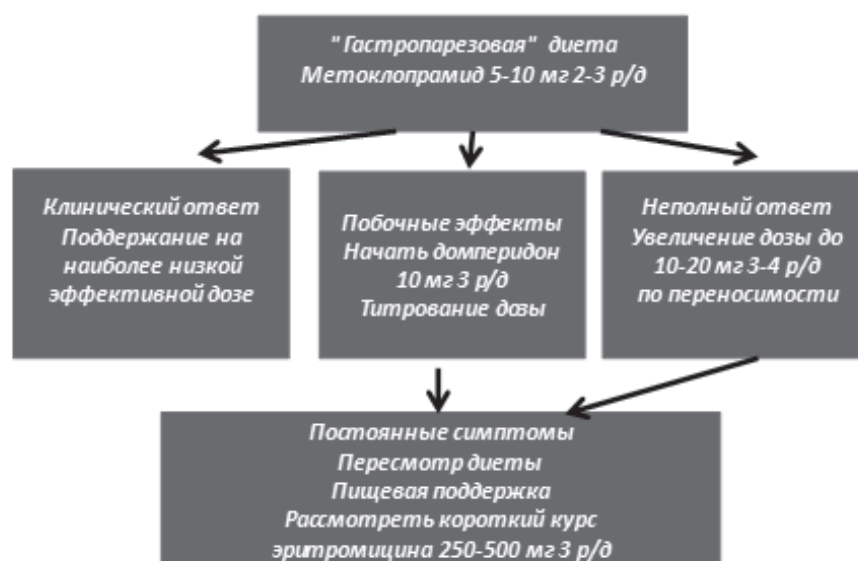 "Гастропарезовая" диета
Метоклопрамид 5-10 мг 2-3 р/д
Клинический ответ
Поддержание на
наиболее низкой
эффективной дозе
Побочные эффекты
Начать домперидон
10 мг 3 р/д
Титрование дозы
Неполный ответ
Увеличение дозы до
10-20 мг 3-4 р/д
по переносимости
Постоянные симптомы
Пересмотр диеты
Пищевая поддержка
Рассмотреть короткий курс
эритромицина 250-500 мг 3 р/д